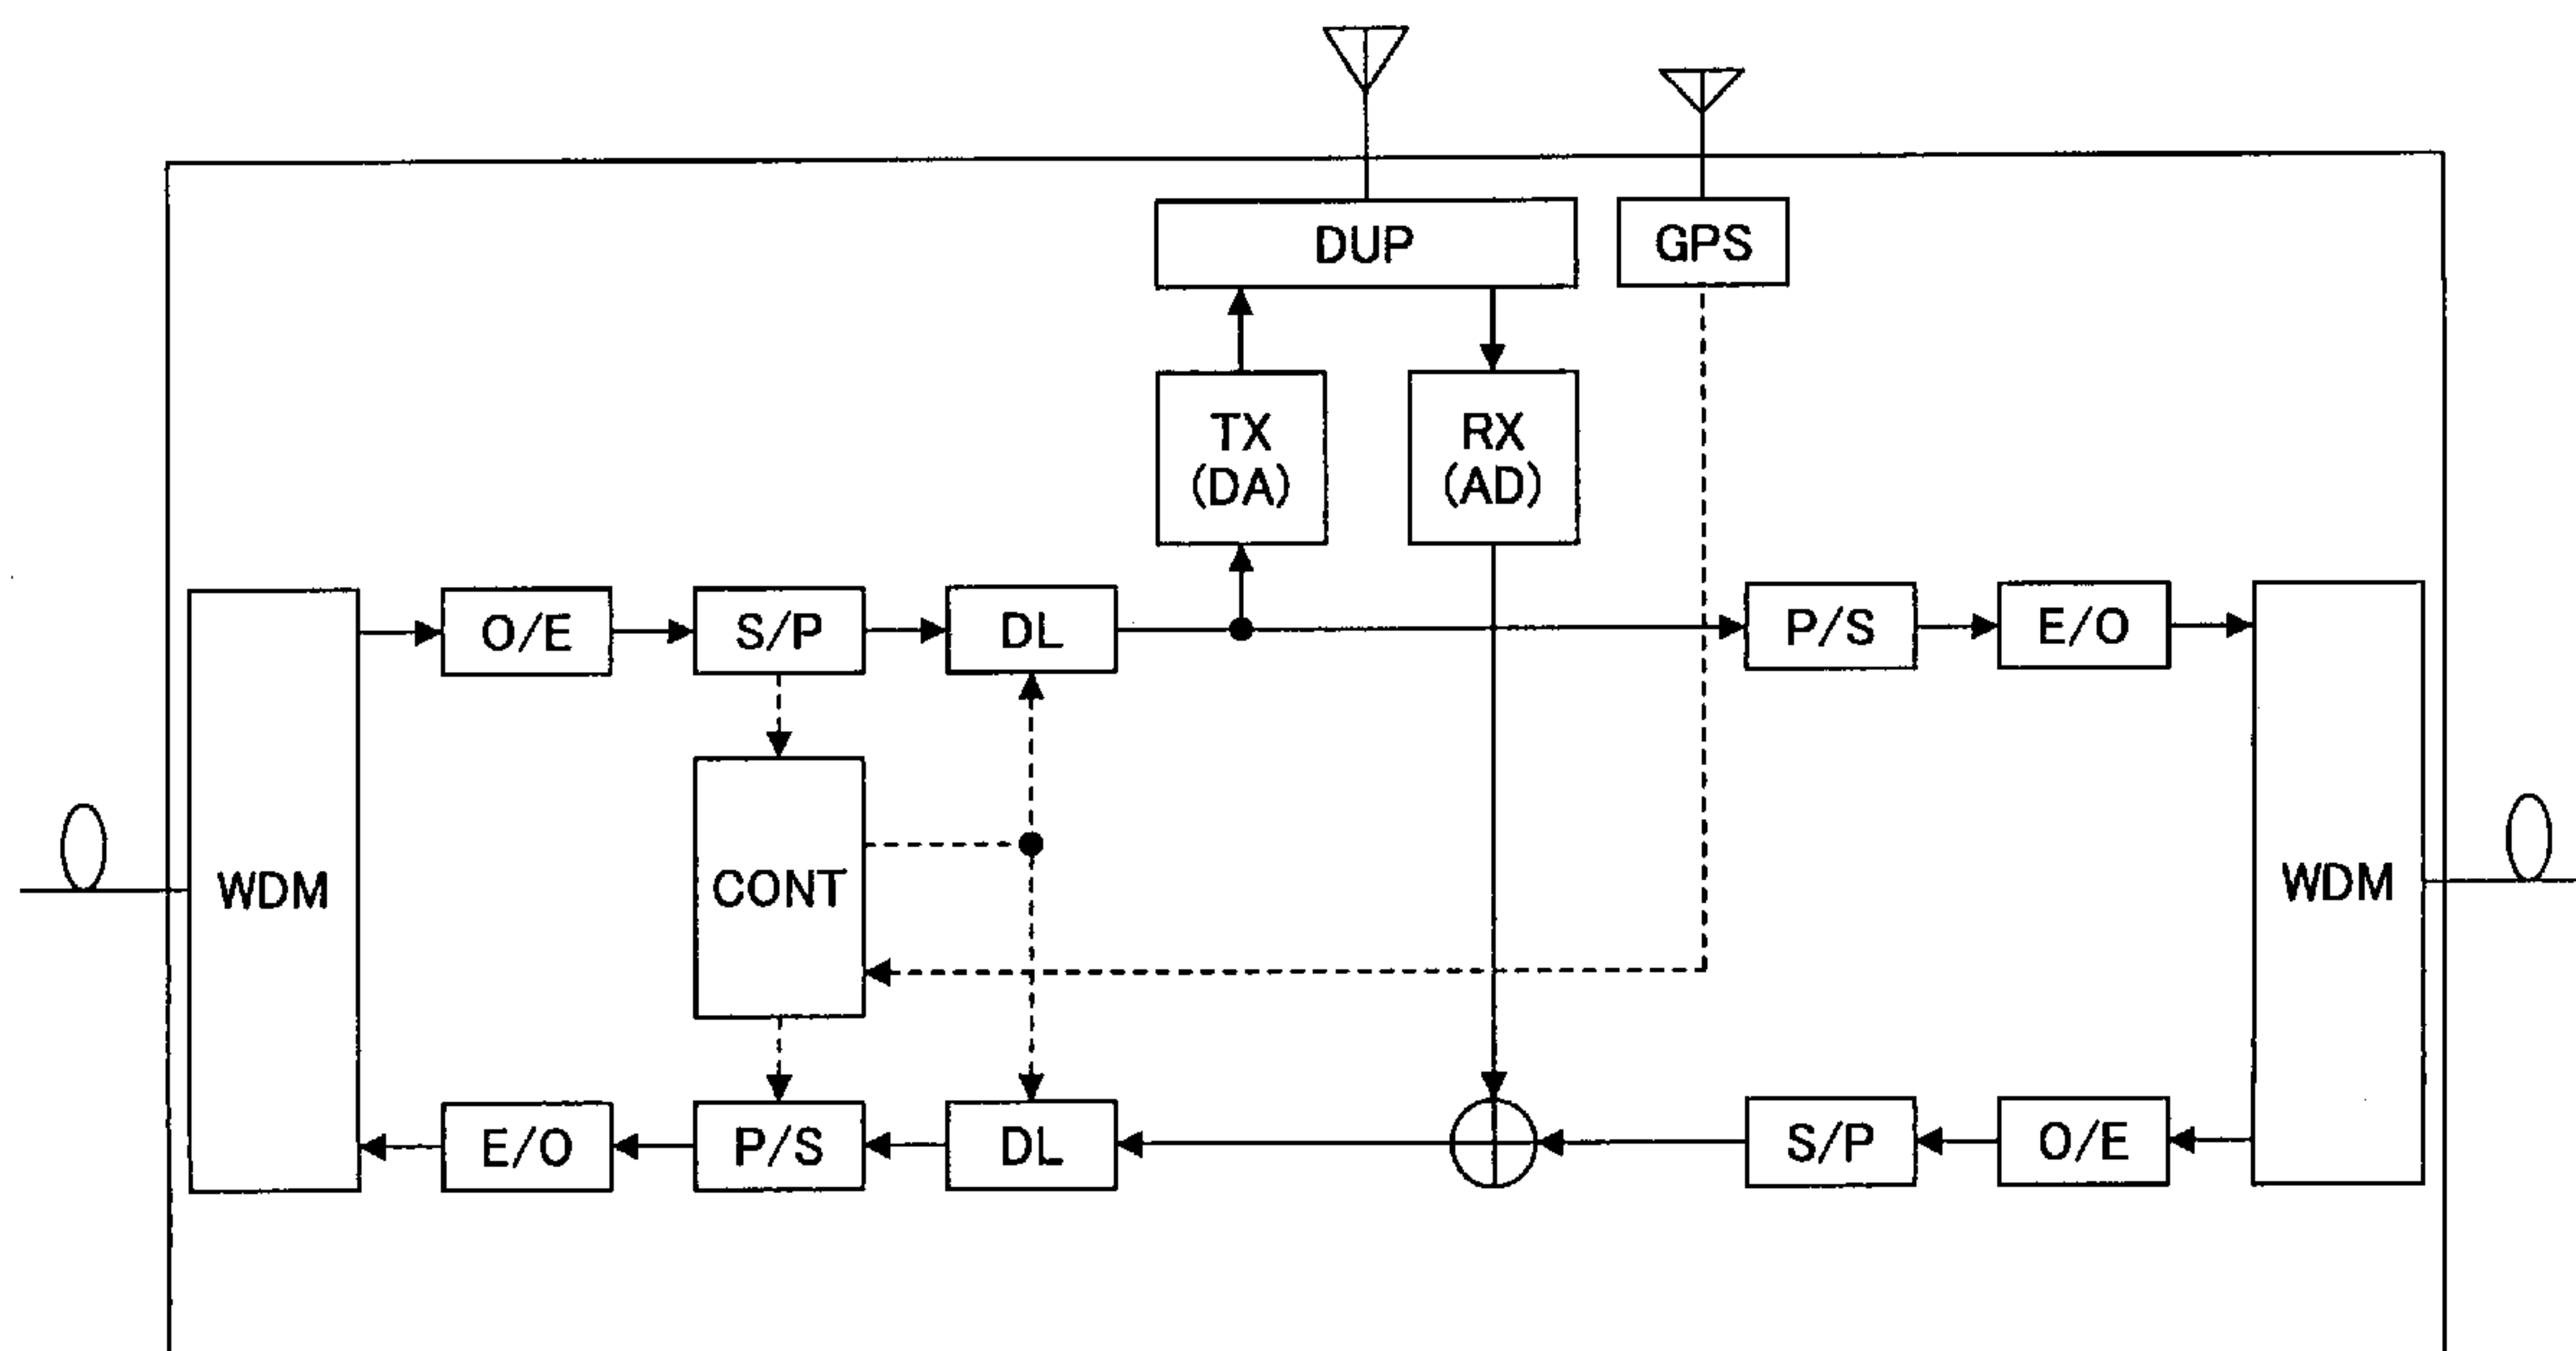 DUP
GPS
TX
(DA)
RX
(AD)
O/E
S/P
DL
P/S
E/O
WDM
CONT
WDM
E/O
P/S
DL
S/P
O/E